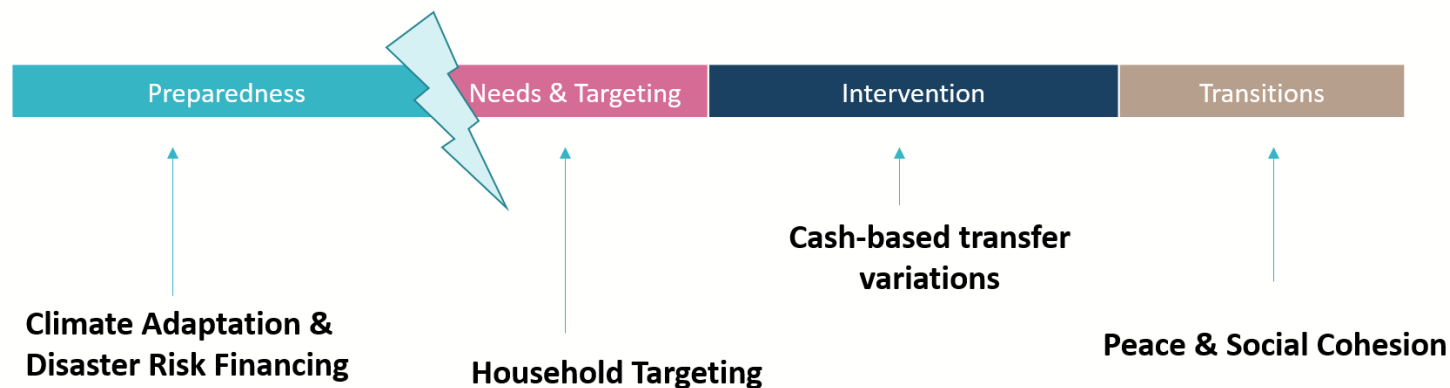 Preparedness
Needs & Targeting
Intervention
Transitions
Cash-based transfer
variations
Climate Adaptation &
Disaster Risk Financing
Household Targeting
Peace & Social Cohesion